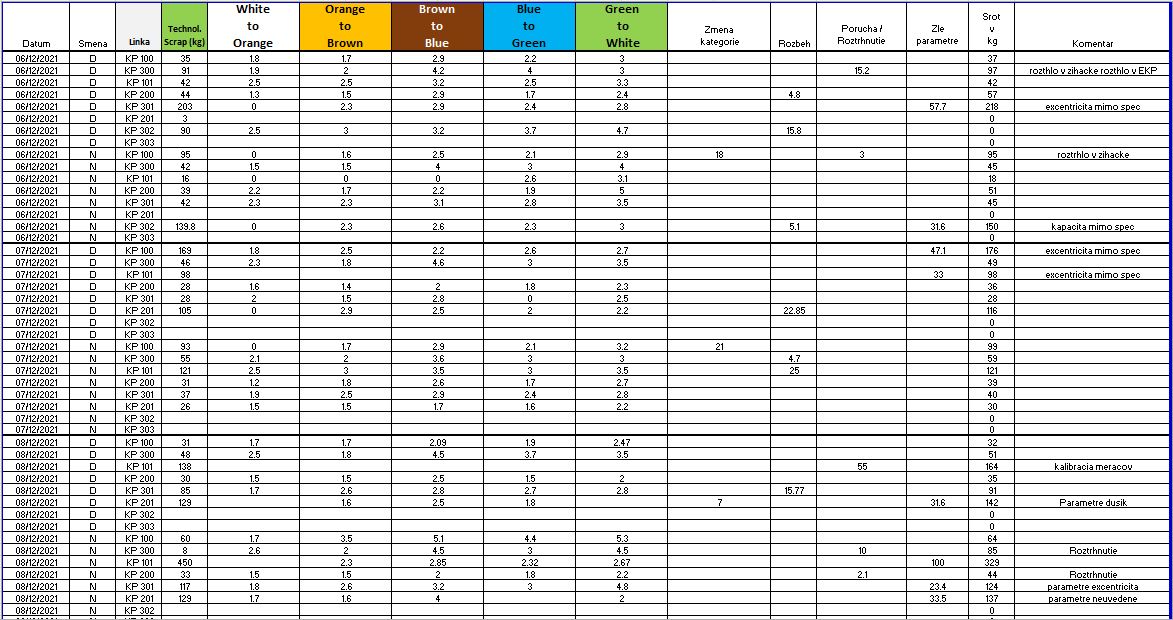 Datum Smena Linka Technol. Scrap (kg) White to Orange Orange to Brown Brown to Blue Blue to Green Green to White Zmena kategorie Rozbeh Porucha / Roztrhnutie Zle parametre Srot v kg Komentar
06/12/2021 D KP 100 35 1.8 1.7 2.9 2.2 3 37
06/12/2021 D KP 300 91 1.9 2 4.2 4 3 15.2 97 rozthlo v zihacke rozthlo v EKP
06/12/2021 D KP 101 42 2.5 2.5 3.2 2.5 3.3 42
06/12/2021 D KP 200 44 1.3 1.5 2.9 1.7 2.4 4.8 57
06/12/2021 D KP 301 203 0 2.3 2.9 2.4 2.8 57.7 218 excentricita mimo spec
06/12/2021 D KP 201 3 0
06/12/2021 D KP 302 90 2.5 3 3.2 3.7 4.7 15.8 0
06/12/2021 D KP 303 0
06/12/2021 N KP 100 95 0 1.6 2.5 2.1 2.9 18 3 95 roztrhlo v zihacke
06/12/2021 N KP 300 42 1.5 1.5 4 3 4 45
06/12/2021 N KP 101 16 0 0 0 2.6 3.1 18
06/12/2021 N KP 200 39 2.2 1.7 2.2 1.9 5 51
06/12/2021 N KP 301 42 2.3 2.3 3.1 2.8 3.5 45
06/12/2021 N KP 201 0
06/12/2021 N KP 302 139.8 0 2.3 2.6 2.3 3 5.1 31.6 150 kapacita mimo spec
06/12/2021 N KP 303 0
07/12/2021 D KP 100 169 1.8 2.5 2.2 2.6 2.7 47.1 176 excentricita mimo spec
07/12/2021 D KP 300 46 2.3 1.8 4.6 3 3.5 49
07/12/2021 D KP 101 98 33 98 excentricita mimo spec
07/12/2021 D KP 200 28 1.6 1.4 2 1.8 2.3 36
07/12/2021 D KP 301 28 2 1.5 2.8 0 2.5 28
07/12/2021 D KP 201 105 0 2.9 2.5 2 2.2 22.85 116
07/12/2021 D KP 302 0
07/12/2021 D KP 303 0
07/12/2021 N KP 100 93 0 1.7 2.9 2.1 3.2 21 99
07/12/2021 N KP 300 55 2.1 2 3.6 3 3 4.7 59
07/12/2021 N KP 101 121 2.5 3 3.5 3 3.5 25 121
07/12/2021 N KP 200 31 1.2 1.8 2.6 1.7 2.7 39
07/12/2021 N KP 301 37 1.9 2.5 2.9 2.4 2.8 40
07/12/2021 N KP 201 26 1.5 1.5 1.7 1.6 2.2 30
07/12/2021 N KP 302 0
07/12/2021 N KP 303 0
08/12/2021 D KP 100 31 1.7 1.7 2.09 1.9 2.47 32
08/12/2021 D KP 300 48 2.5 1.8 4.5 3.7 3.5 51
08/12/2021 D KP 101 138 55 164 kalibracia meracov
08/12/2021 D KP 200 30 1.5 1.5 2.5 1.5 2 35
08/12/2021 D KP 301 85 1.7 2.6 2.8 2.7 2.8 15.77 91
08/12/2021 D KP 201 129 1.6 2.5 1.8 7 31.6 142 Parametre dusik
08/12/2021 D KP 302 0
08/12/2021 D KP 303 0
08/12/2021 N KP 100 60 1.7 3.5 5.1 4.4 5.3 64
08/12/2021 N KP 300 8 2.6 2 4.5 3 4.5 10 85 Roztrhnutie
08/12/2021 N KP 101 450 2.3 2.85 2.32 2.67 100 329
08/12/2021 N KP 200 33 1.5 1.5 2 1.8 2.2 2.1 44 Roztrhnutie
08/12/2021 N KP 301 117 1.8 2.6 3.2 3 4.8 23.4 124 parametre excentricita
08/12/2021 N KP 201 129 1.7 1.6 4 2 33.5 137 parametre neuvedene
08/12/2021 N KP 302 0